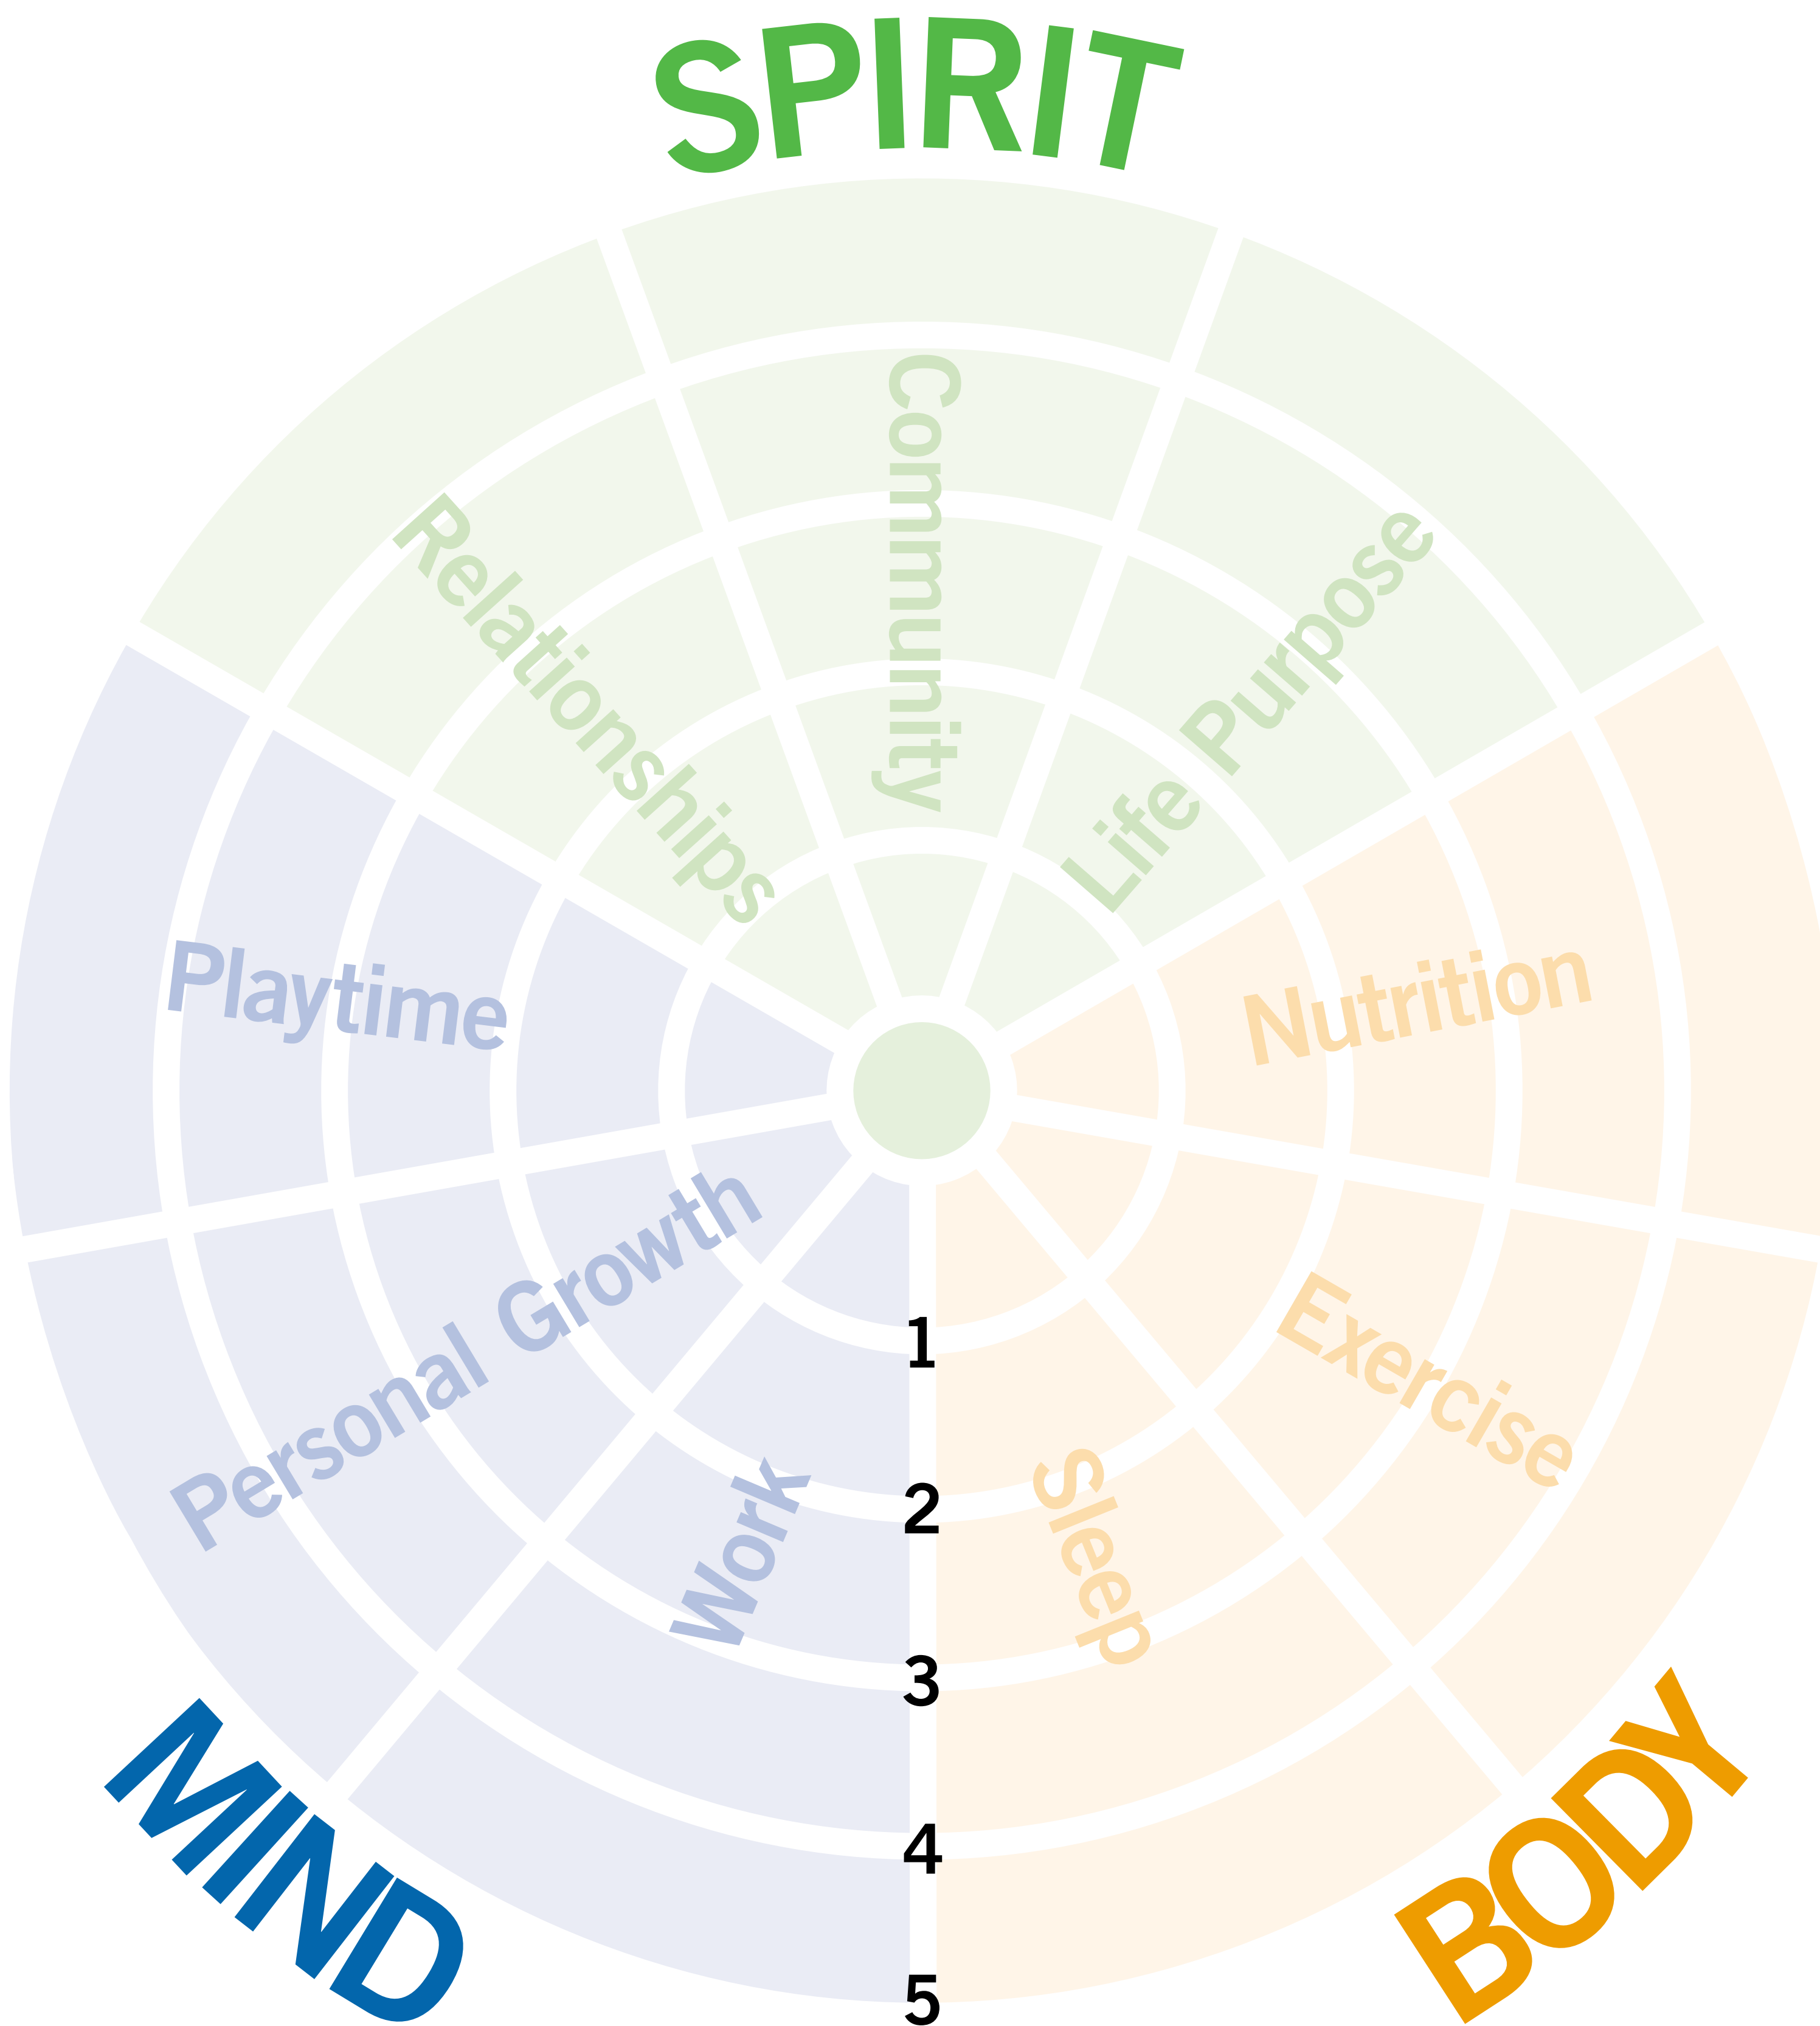 SPIRIT
Relationships
Community
Life Purpose
Playtime
Nutrition
Personal Growth
Exercise
Work
Sleep
1
2
3
4
5
MIND
BODY